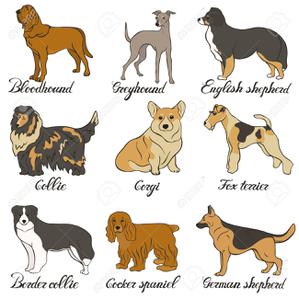 Bloodhound Greyhound English shepherd
Collie Corgi Fox terrier
Border collie Cocker spaniel German shepherd